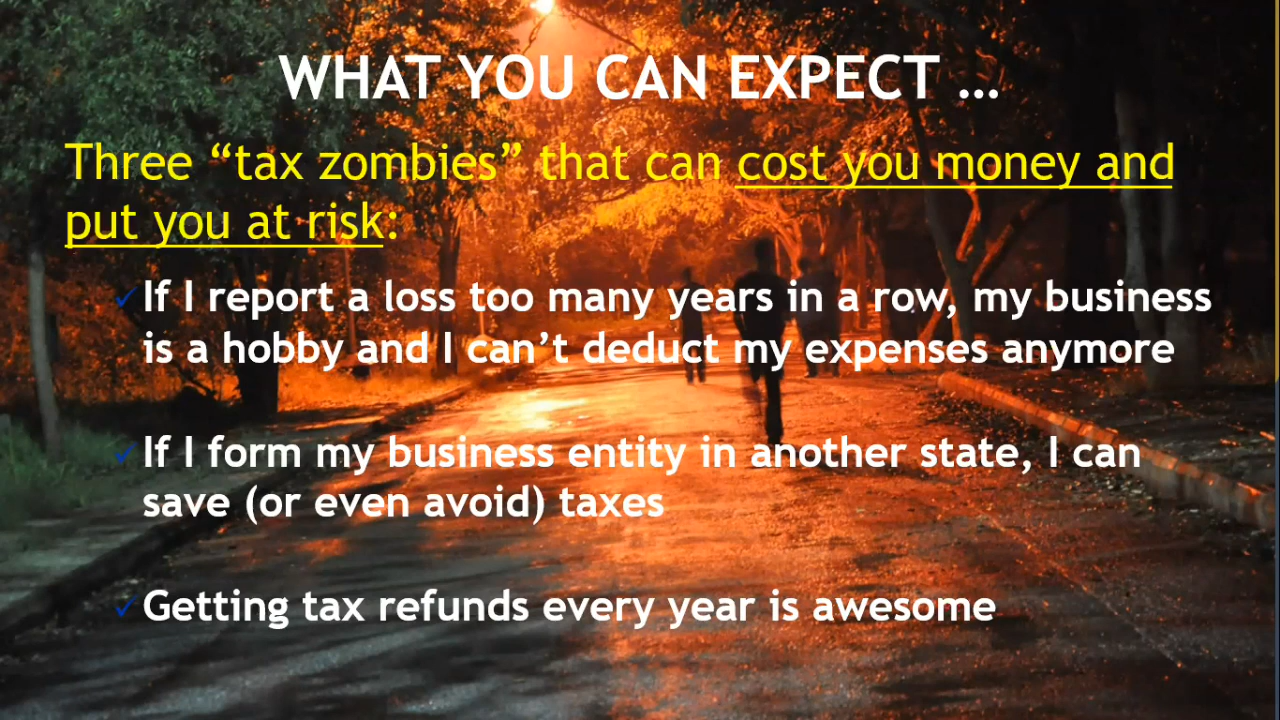 WHAT YOU CAN EXPECT …
Three “tax zombies” that can cost you money and
put you at risk:
✓If I report a loss too many years in a row, my business
is a hobby and I can’t deduct my expenses anymore
✓If I form my business entity in another state, I can
save (or even avoid) taxes
✓Getting tax refunds every year is awesome